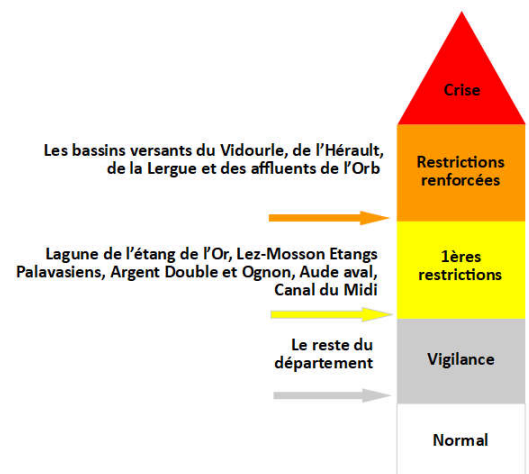 Crise
Les bassins versants du Vidourle, de l'Hérault,
de la Lergue et des affluents de l'Orb
Restrictions
renforcées
Lagune de l'étang de l'Or, Lez-Mosson Etangs
Palavasiens, Argent Double et Ognon, Aude aval,
Canal du Midi
1ères
restrictions
Le reste du
département
Vigilance
Normal